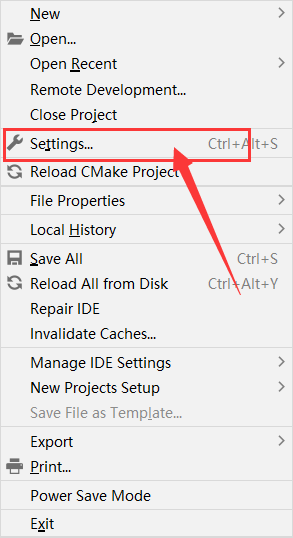 New
Open...
Open Recent
Remote Development...
Close Project
Settings... Ctrl+Alt+S
Reload CMake Project
File Properties
Local History
Save All Ctrl+S
Reload All from Disk Ctrl+Alt+Y
Repair IDE
Invalidate Caches...
Manage IDE Settings
New Projects Setup
Save File as Template...
Export
Print...
Power Save Mode
Exit